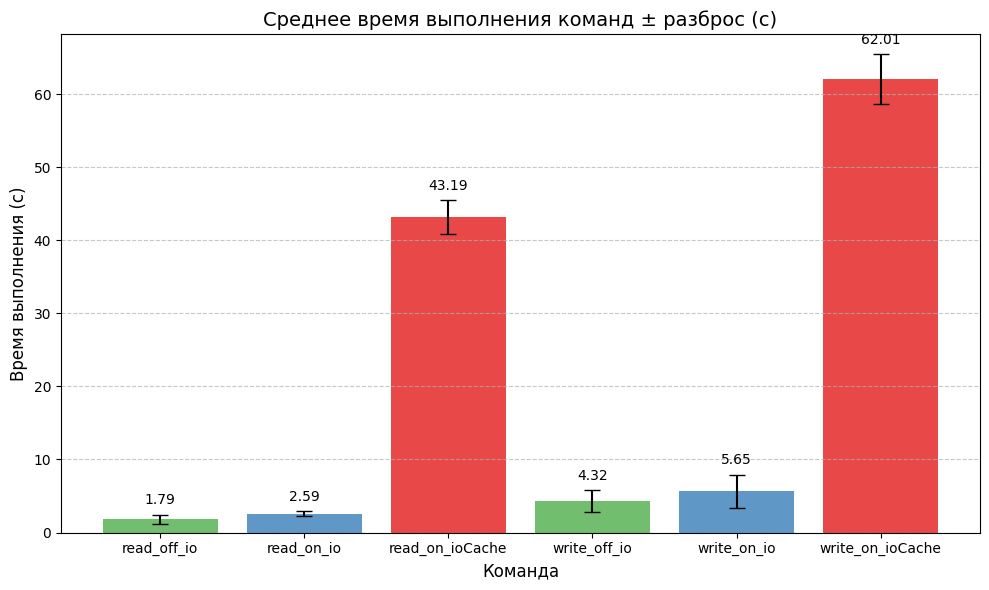 Среднее время выполнения команд ± разброс (с)
62.01
60
50
43.19
40
30
20
10
5.65
4.32
2.59
1.79
0
Время выполнения (с)
read_off_io
read_on_io
read_on_ioCache
write_off_io
write_on_io
write_on_ioCache
Команда